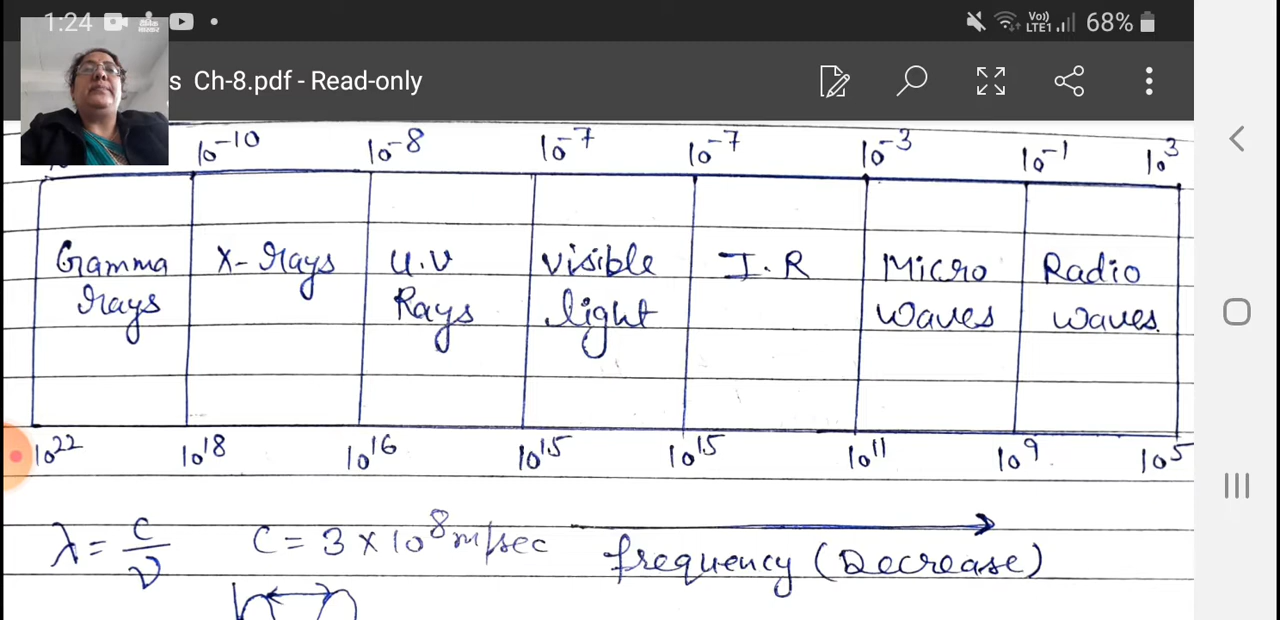 1:24
Vo)) LTE1 68%
s Ch-8.pdf - Read-only
10⁻¹⁰ 10⁻⁸ 10⁻⁷ 10⁻⁷ 10⁻³ 10⁻¹ 10³
Gamma rays X-rays U.V Rays Visible light I.R Micro waves Radio waves.
10²² 10¹⁸ 10¹⁶ 10¹⁵ 10¹⁵ 10¹¹ 10⁹ 10⁵
λ = c/ν C = 3 × 10⁸ m/sec frequency (Decrease)